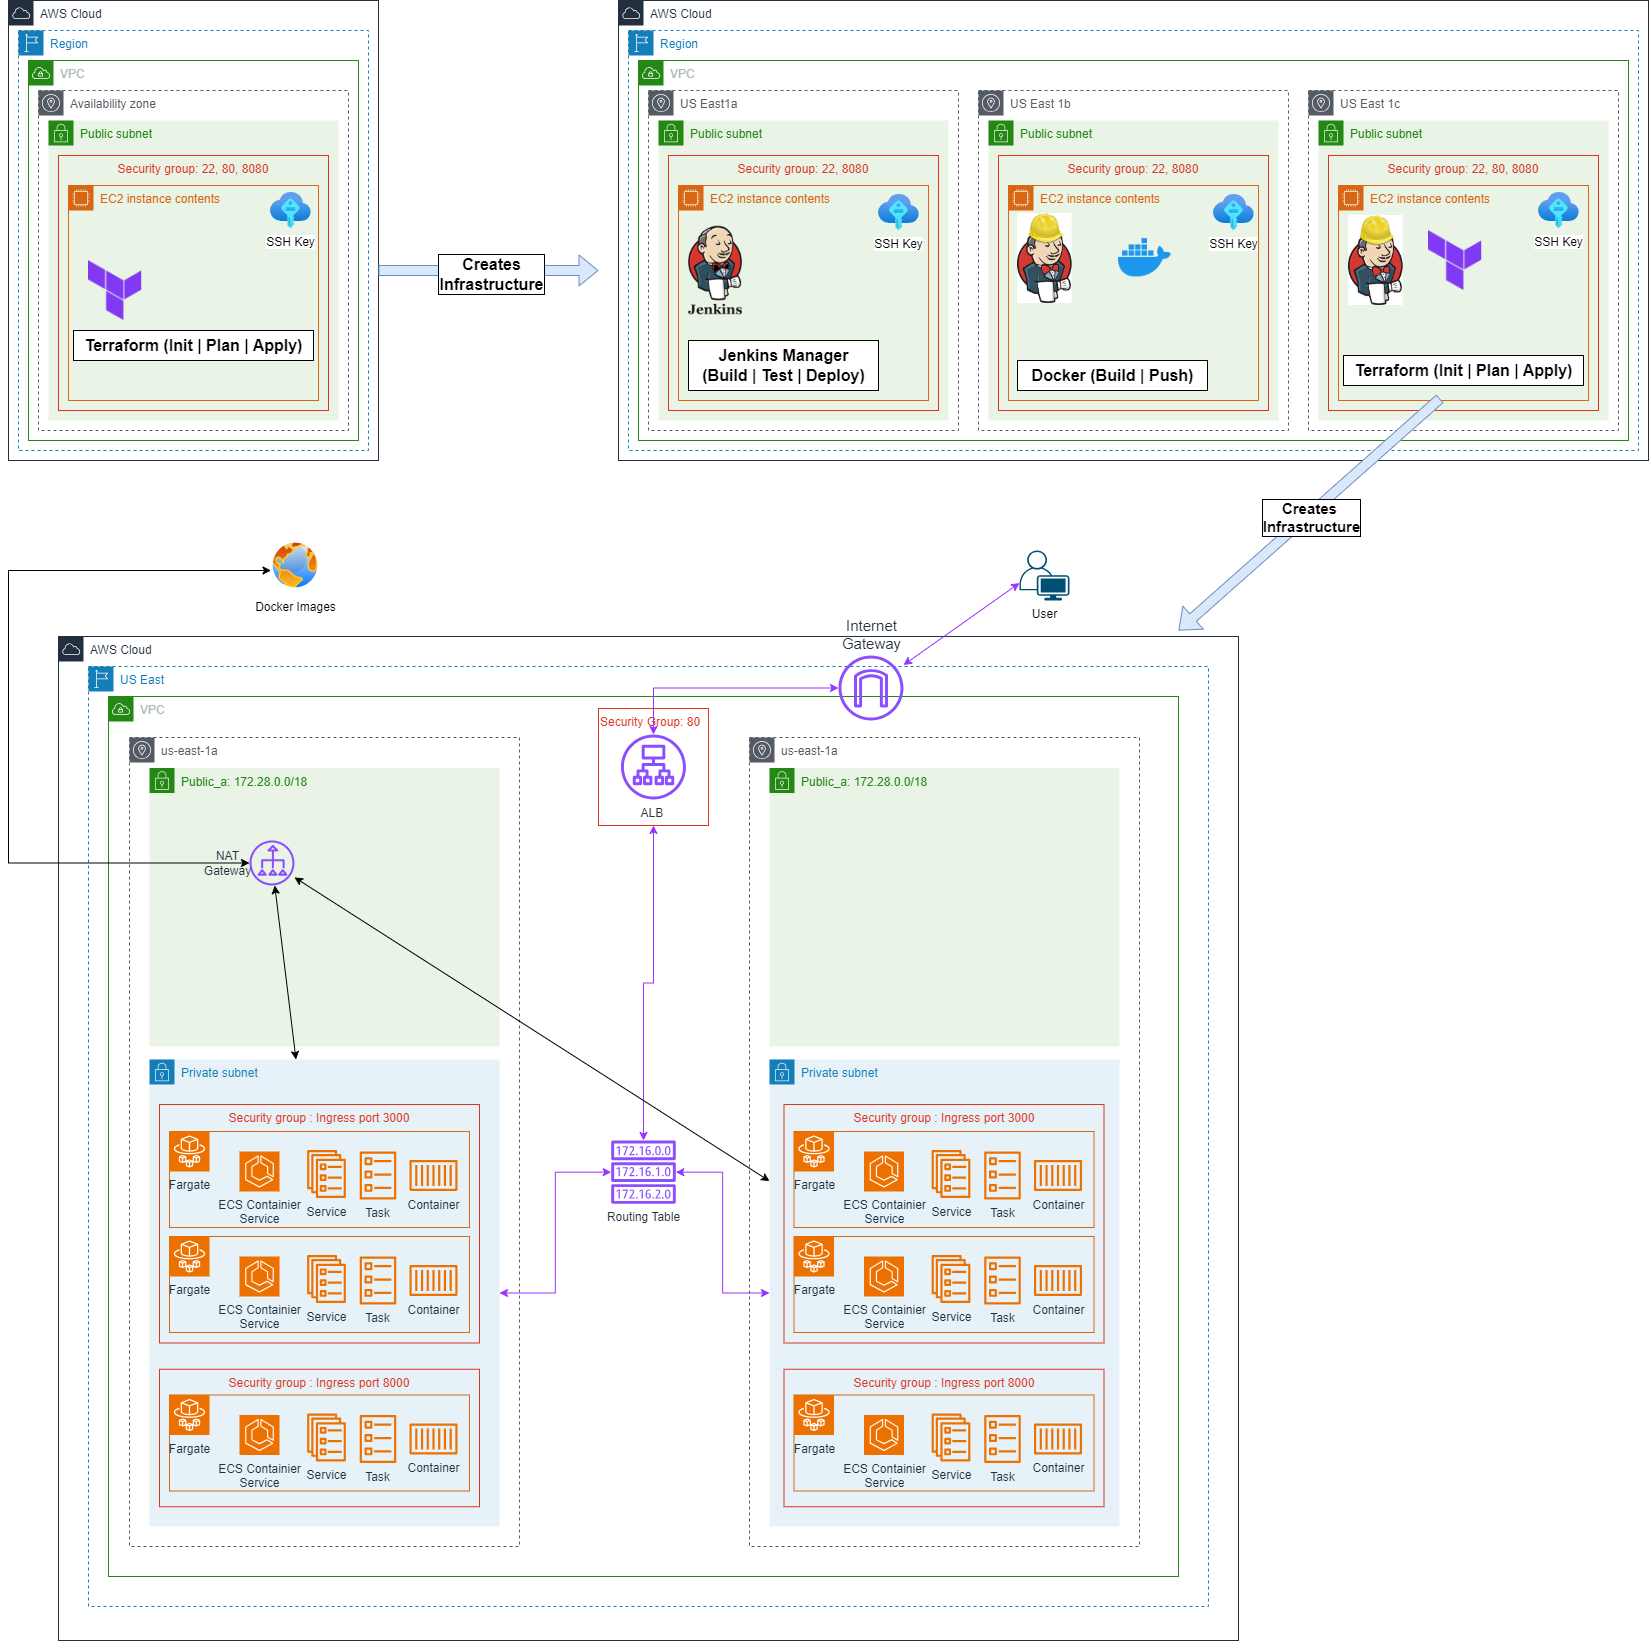 AWS Cloud
Region
VPC
Availability zone
Public subnet
Security group: 22, 80, 8080
EC2 instance contents
SSH Key
Terraform (Init | Plan | Apply)
Creates
Infrastructure
AWS Cloud
Region
VPC
US East1a
Public subnet
Security group: 22, 8080
EC2 instance contents
SSH Key
Jenkins
Jenkins Manager
(Build | Test | Deploy)
US East 1b
Public subnet
Security group: 22, 8080
EC2 instance contents
SSH Key
Docker (Build | Push)
US East 1c
Public subnet
Security group: 22, 80, 8080
EC2 instance contents
SSH Key
Terraform (Init | Plan | Apply)
Creates
Infrastructure
Docker Images
User
Internet
Gateway
AWS Cloud
US East
VPC
Security Group: 80
ALB
us-east-1a
Public_a: 172.28.0.0/18
NAT
Gateway
Private subnet
Security group : Ingress port 3000
Fargate
ECS Containier
Service
Service
Task
Container
Fargate
ECS Containier
Service
Service
Task
Container
Security group : Ingress port 8000
Fargate
ECS Containier
Service
Service
Task
Container
172.16.0.0
172.16.1.0
172.16.2.0
Routing Table
us-east-1a
Public_a: 172.28.0.0/18
Private subnet
Security group : Ingress port 3000
Fargate
ECS Containier
Service
Service
Task
Container
Fargate
ECS Containier
Service
Service
Task
Container
Security group : Ingress port 8000
Fargate
ECS Containier
Service
Service
Task
Container